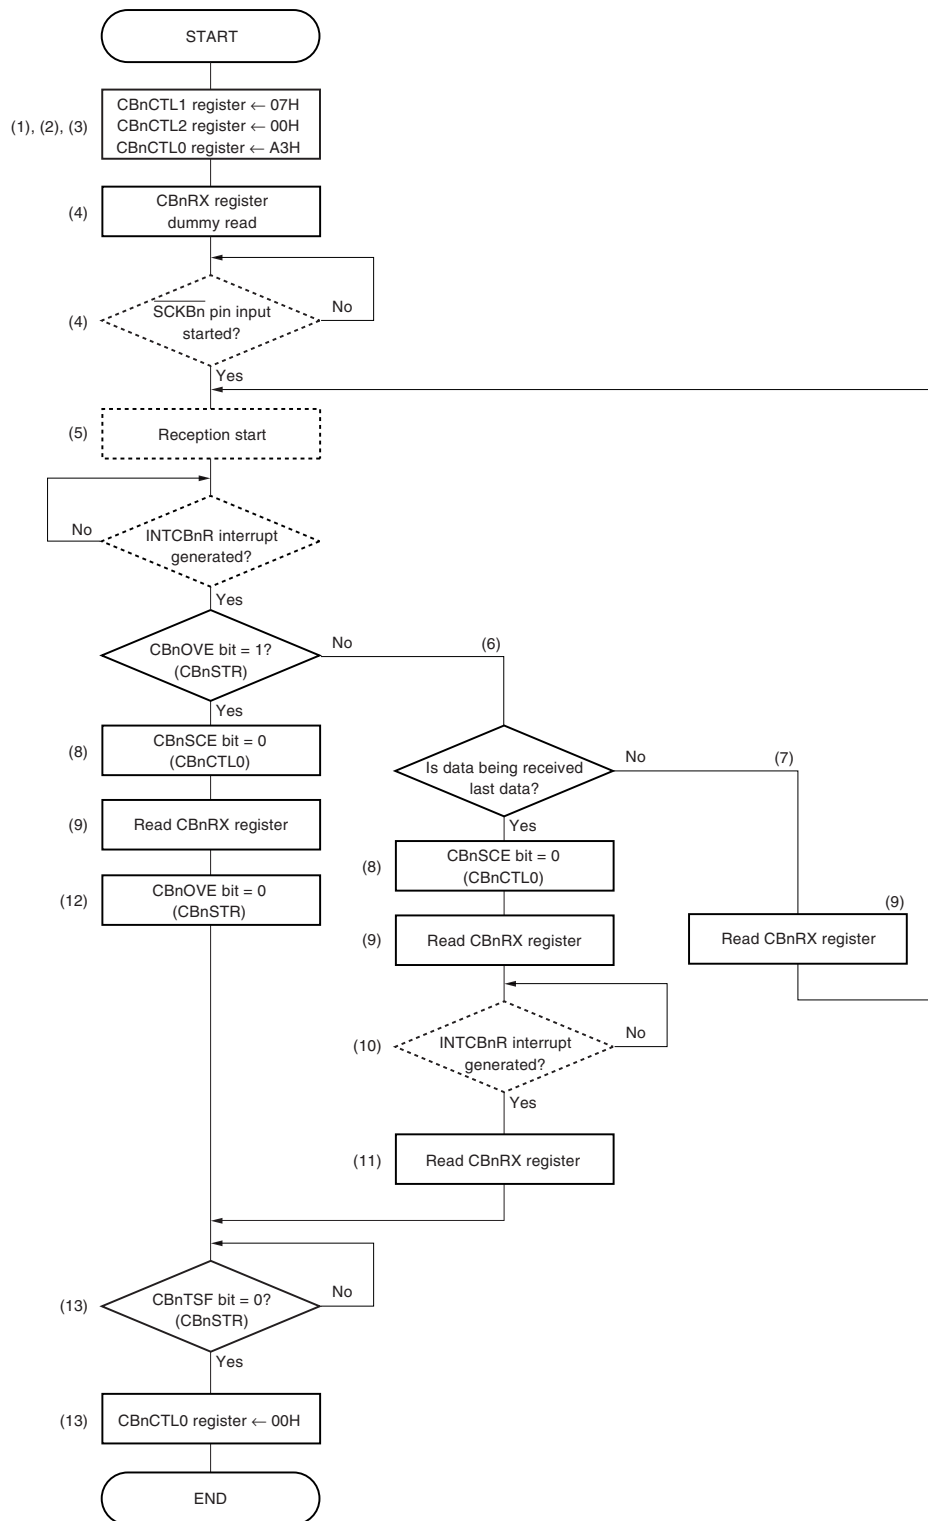 START
(1), (2), (3)
CBnCTL1 register ← 07H
CBnCTL2 register ← 00H
CBnCTL0 register ← A3H
(4)
CBnRX register
dummy read
(4)
SCKBn pin input
started?
No
Yes
(5)
Reception start
No
INTCBnR interrupt
generated?
Yes
CBnOVE bit = 1?
(CBnSTR)
No
(6)
Yes
(8)
CBnSCE bit = 0
(CBnCTL0)
Is data being received
last data?
No
(7)
Yes
(9)
Read CBnRX register
(8)
CBnSCE bit = 0
(CBnCTL0)
(12)
CBnOVE bit = 0
(CBnSTR)
(9)
Read CBnRX register
(9)
Read CBnRX register
(10)
INTCBnR interrupt
generated?
No
Yes
(11)
Read CBnRX register
(13)
CBnTSF bit = 0?
(CBnSTR)
No
Yes
(13)
CBnCTL0 register ← 00H
END